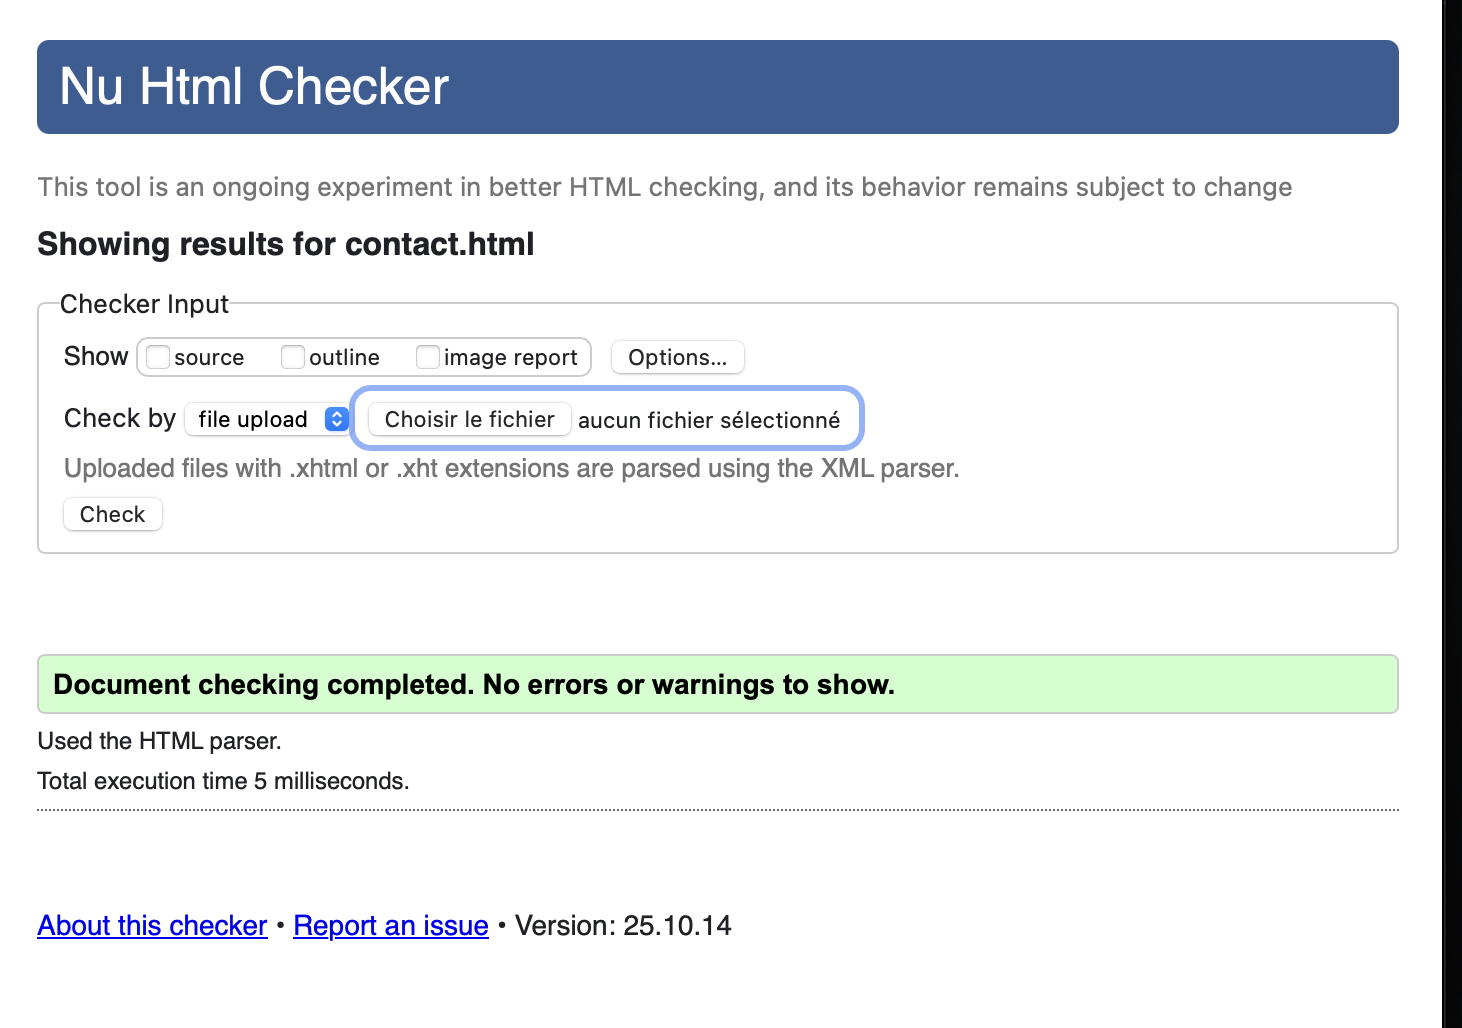 Nu Html Checker
This tool is an ongoing experiment in better HTML checking, and its behavior remains subject to change
Showing results for contact.html
Checker Input
Show source outline image report Options...
Check by file upload Choisir le fichier aucun fichier sélectionné
Uploaded files with .xhtml or .xht extensions are parsed using the XML parser.
Check
Document checking completed. No errors or warnings to show.
Used the HTML parser.
Total execution time 5 milliseconds.
About this checker • Report an issue • Version: 25.10.14